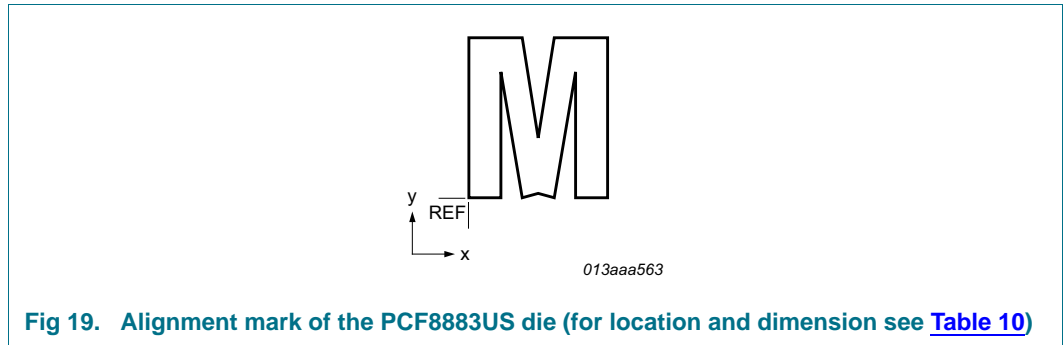 M
y
REF
x
013aaa563
Fig 19. Alignment mark of the PCF8883US die (for location and dimension see Table 10)